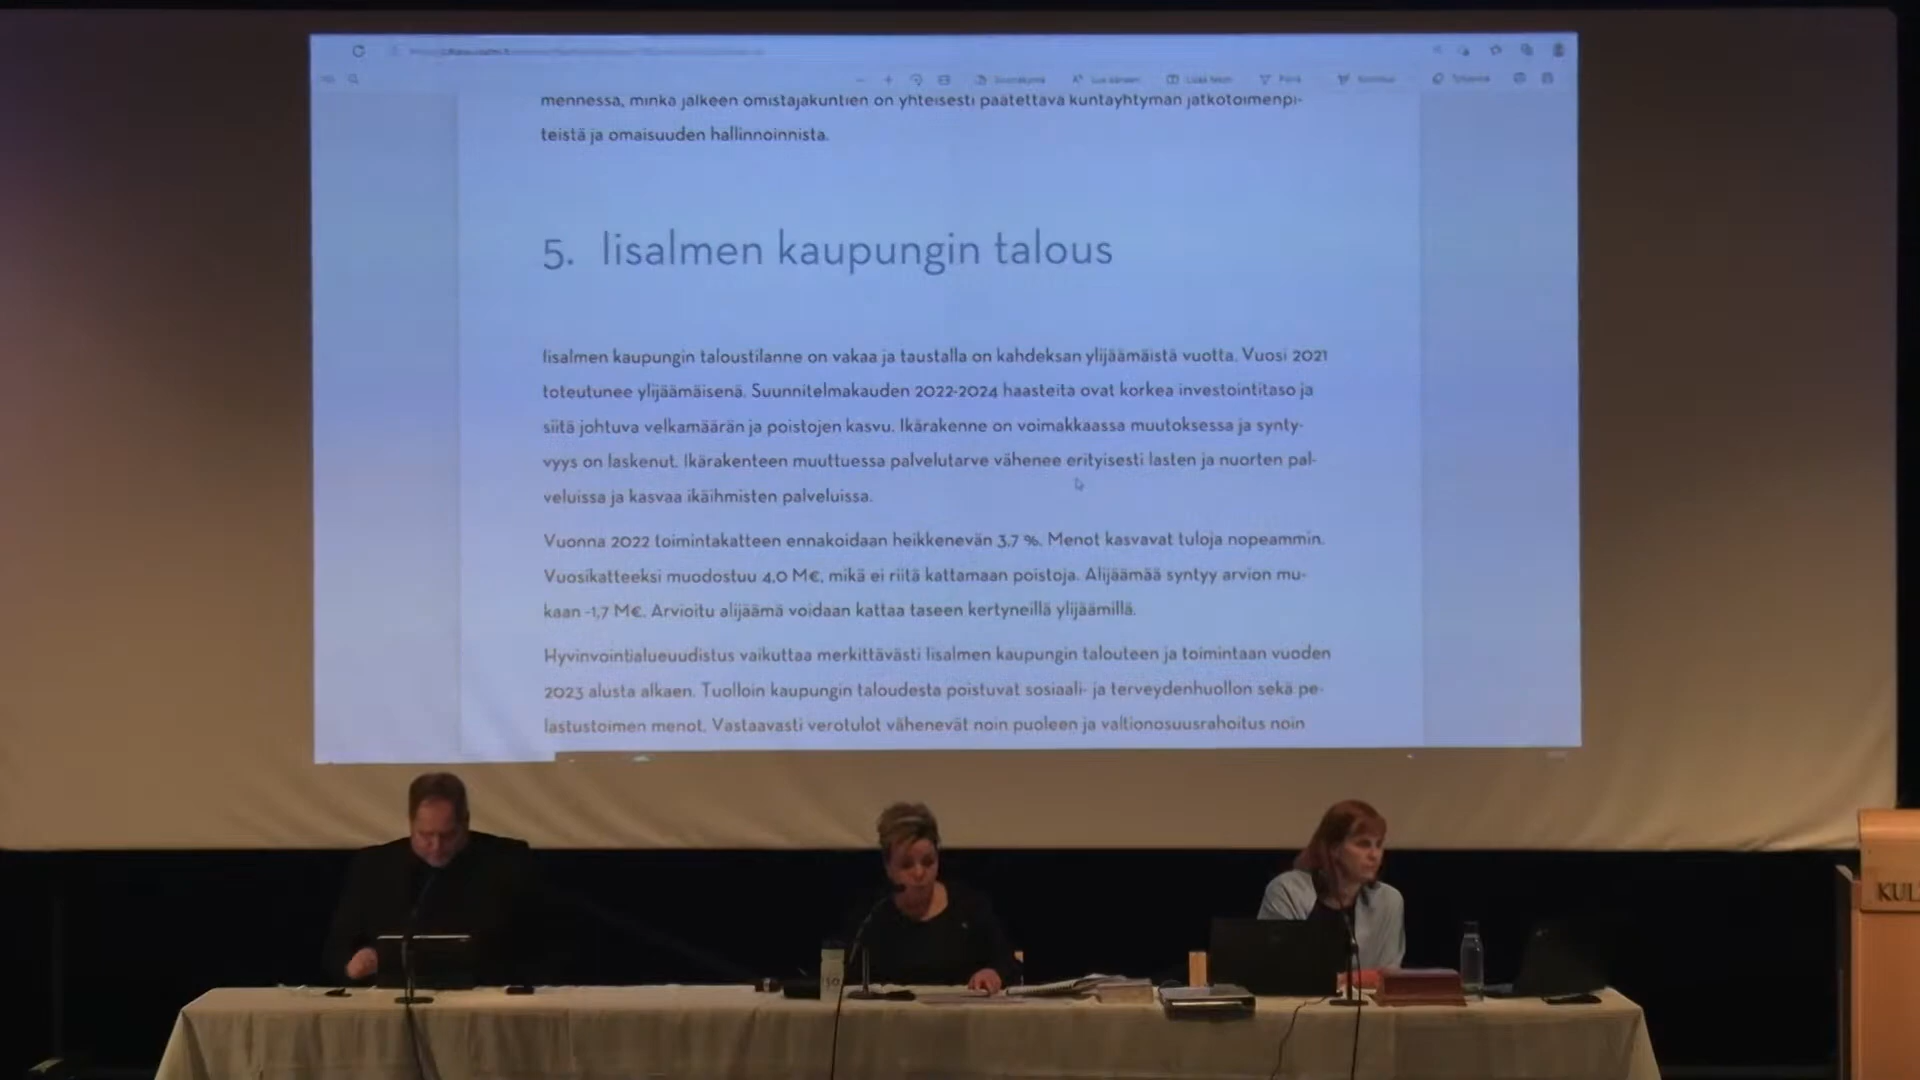 mennessä, minkä jälkeen omistajakuntien on yhteisesti päätettävä kuntayhtymän jatkotoimenpi-
teistä ja omaisuuden hallinnoinnista.
5. Iisalmen kaupungin talous
Iisalmen kaupungin taloustilanne on vakaa ja taustalla on kahdeksan ylijäämäistä vuotta. Vuosi 2021
toteutunee ylijäämäisenä. Suunnitelmakauden 2022-2024 haasteita ovat korkea investointitaso ja
siitä johtuva velkamäärän ja poistojen kasvu. Ikärakenne on voimakkaassa muutoksessa ja synty-
vyys on laskenut. Ikärakenteen muuttuessa palvelutarve vähenee erityisesti lasten ja nuorten pal-
veluissa ja kasvaa ikäihmisten palveluissa.
Vuonna 2022 toimintakatteen ennakoidaan heikkenevän 3,7 %. Menot kasvavat tuloja nopeammin.
Vuosikatteeksi muodostuu 4,0 M€, mikä ei riitä kattamaan poistoja. Alijäämää syntyy arvion mu-
kaan -1,7 M€. Arvioitu alijäämä voidaan kattaa taseen kertyneillä ylijäämillä.
Hyvinvointialueuudistus vaikuttaa merkittävästi Iisalmen kaupungin talouteen ja toimintaan vuoden
2023 alusta alkaen. Tuolloin kaupungin taloudesta poistuvat sosiaali- ja terveydenhuollon sekä pe-
lastustoimen menot. Vastaavasti verotulot vähenevät noin puoleen ja valtionosuusrahoitus noin
KUL